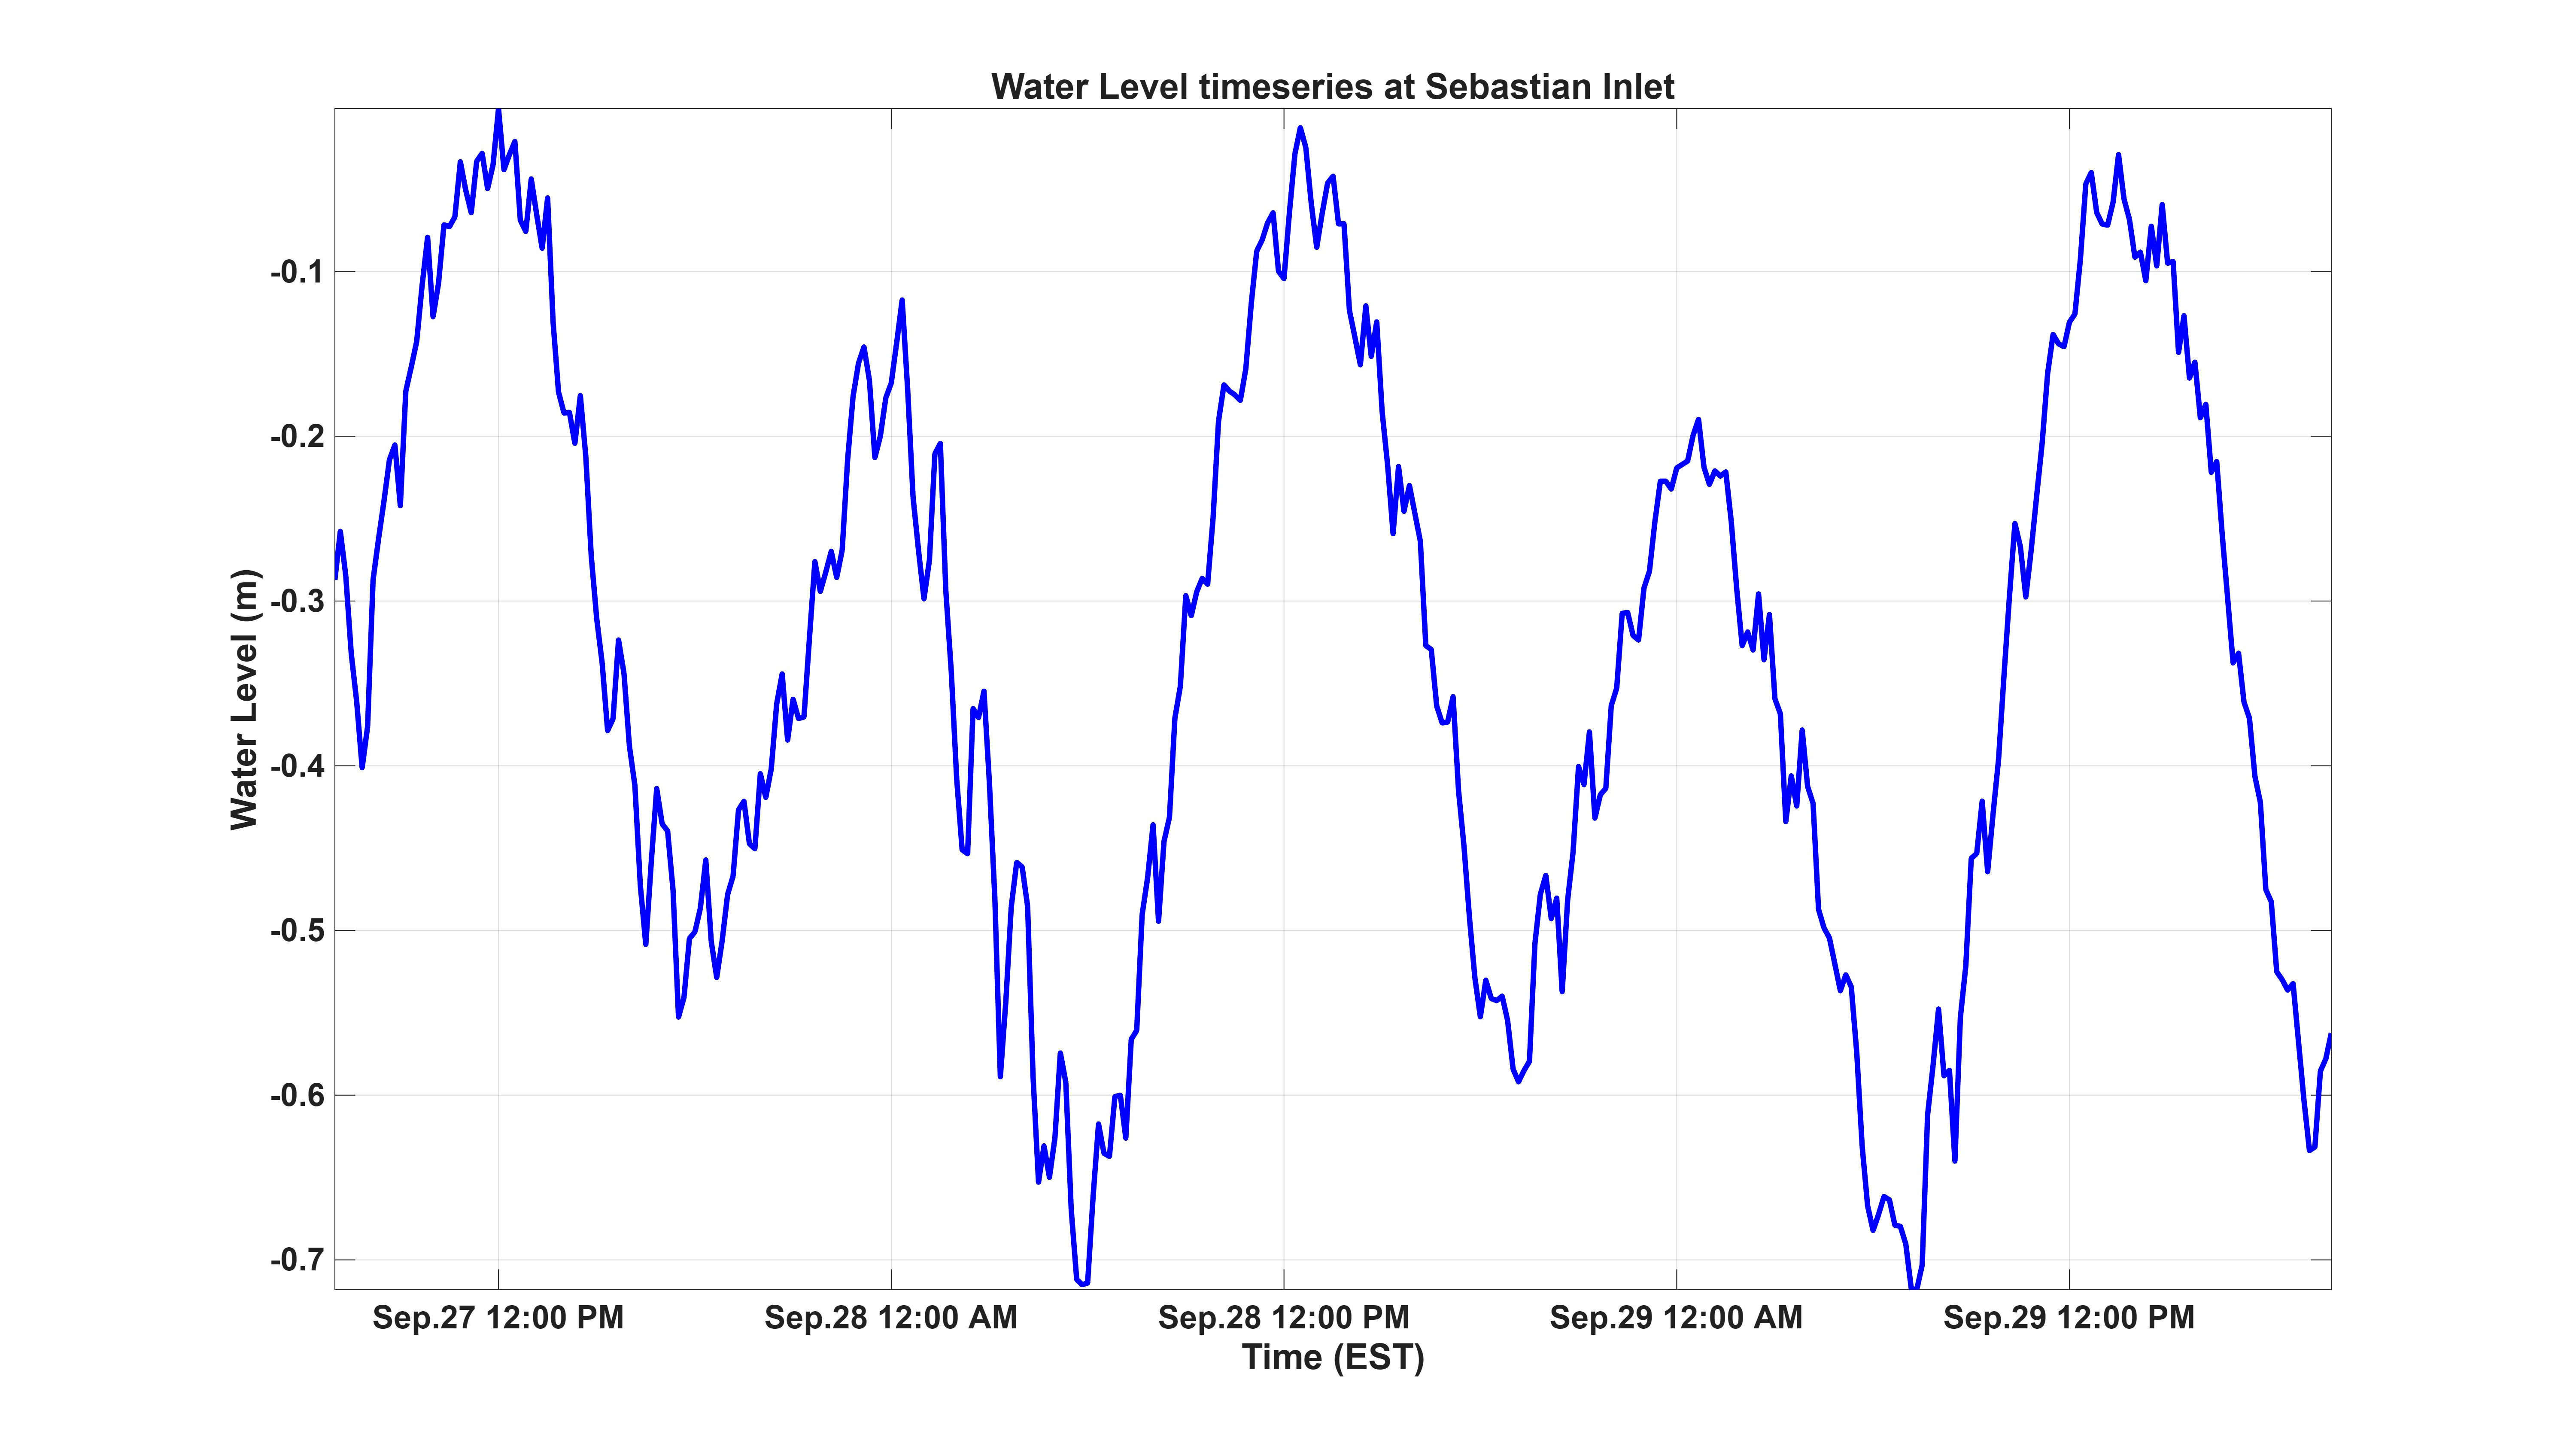 Water Level timeseries at Sebastian Inlet
Water Level (m)
-0.1
-0.2
-0.3
-0.4
-0.5
-0.6
-0.7
Sep.27 12:00 PM
Sep.28 12:00 AM
Sep.28 12:00 PM
Sep.29 12:00 AM
Sep.29 12:00 PM
Time (EST)